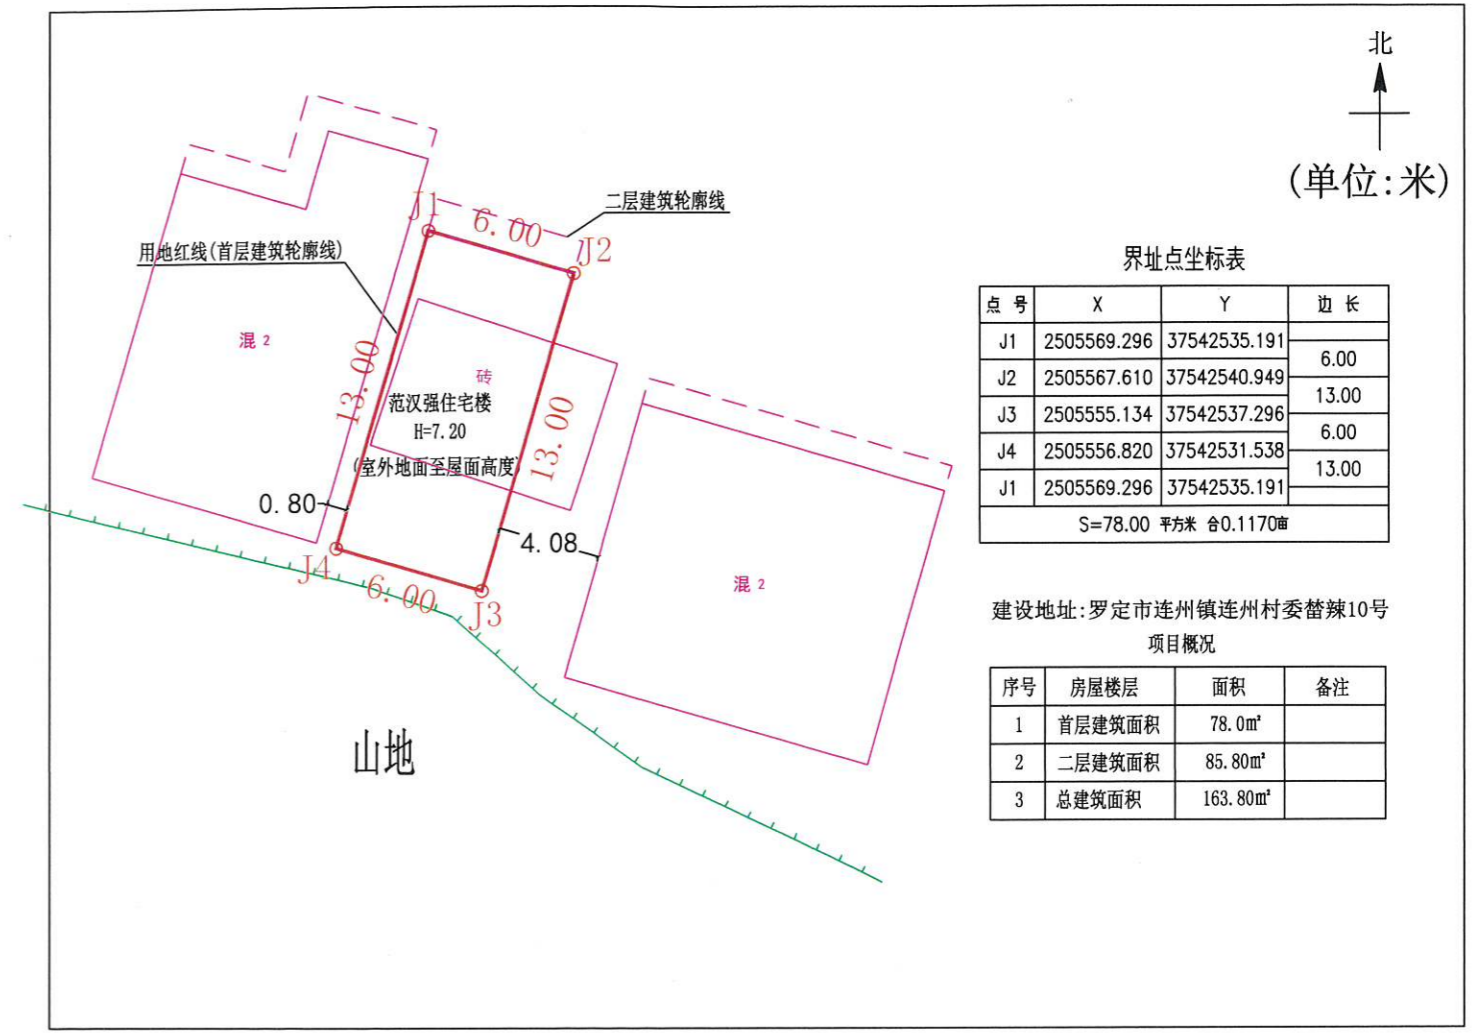 北
(单位:米)
二层建筑轮廓线
J1
6.00
J2
用地红线(首层建筑轮廓线)
界址点坐标表
点 号 X Y 边 长
J1 2505569.296 37542535.191
6.00
J2 2505567.610 37542540.949
13.00
J3 2505555.134 37542537.296
6.00
J4 2505556.820 37542531.538
13.00
J1 2505569.296 37542535.191
S=78.00 平方米 合0.1170亩
混 2
13.00
砖
范汉强住宅楼
H=7.20
(室外地面至屋面高度)
13.00
0.80
4.08
J4
6.00
J3
混 2
建设地址:罗定市连州镇连州村委榃辣10号
项目概况
序号 房屋楼层 面积 备注
1 首层建筑面积 78.0㎡
2 二层建筑面积 85.80㎡
3 总建筑面积 163.80㎡
山地